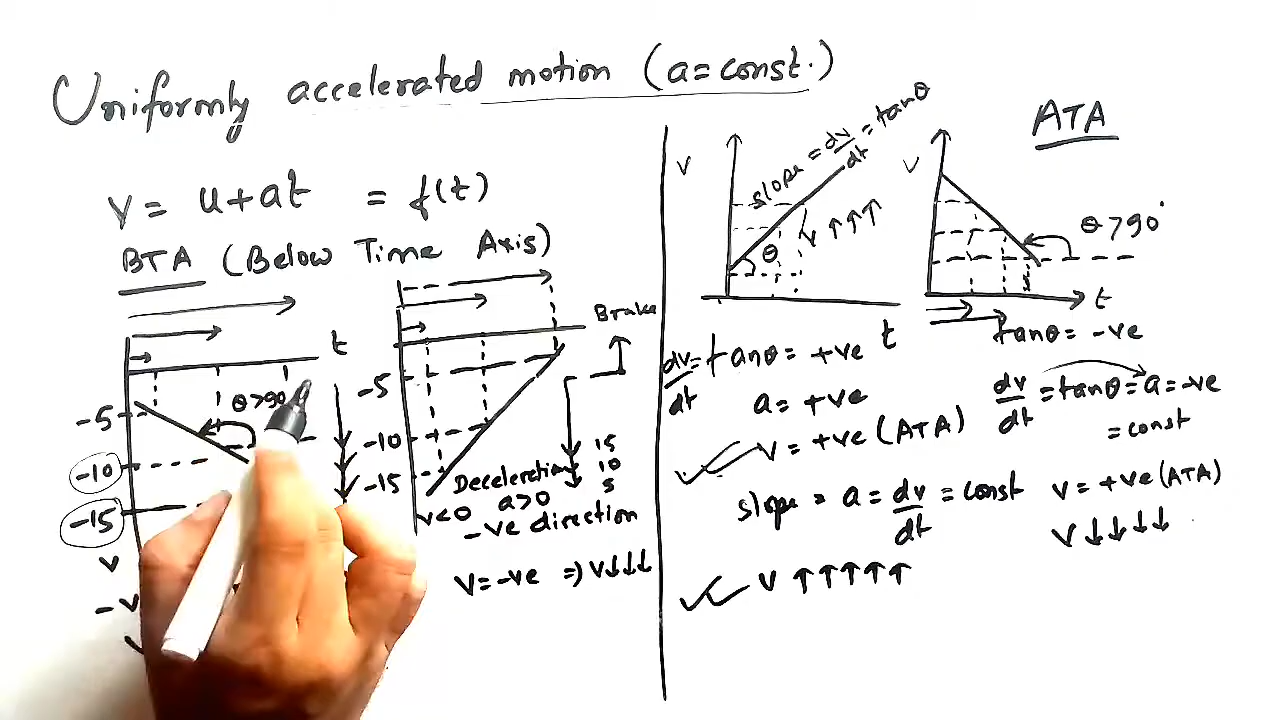 Uniformly accelerated motion (a=const.)
v = u+at = f(t)
BTA (Below Time Axis)
t
-5
-10
-15
θ>90
v
-v
v
Brake
-5
-10
-15
15
10
5
Deceleration
v<0 a>0
-ve direction
v=-ve ⇒ v↓↓↓
ATA
v
slope = dv/dt = tanθ
θ
v ↑↑↑
t
dv/dt = tanθ = +ve
a = +ve
v = +ve (ATA)
slope = a = dv/dt = const
v ↑↑↑↑↑
v
θ>90°
t
tanθ = -ve
dv/dt = tanθ = a = -ve
= const
v = +ve (ATA)
v ↓↓↓↓